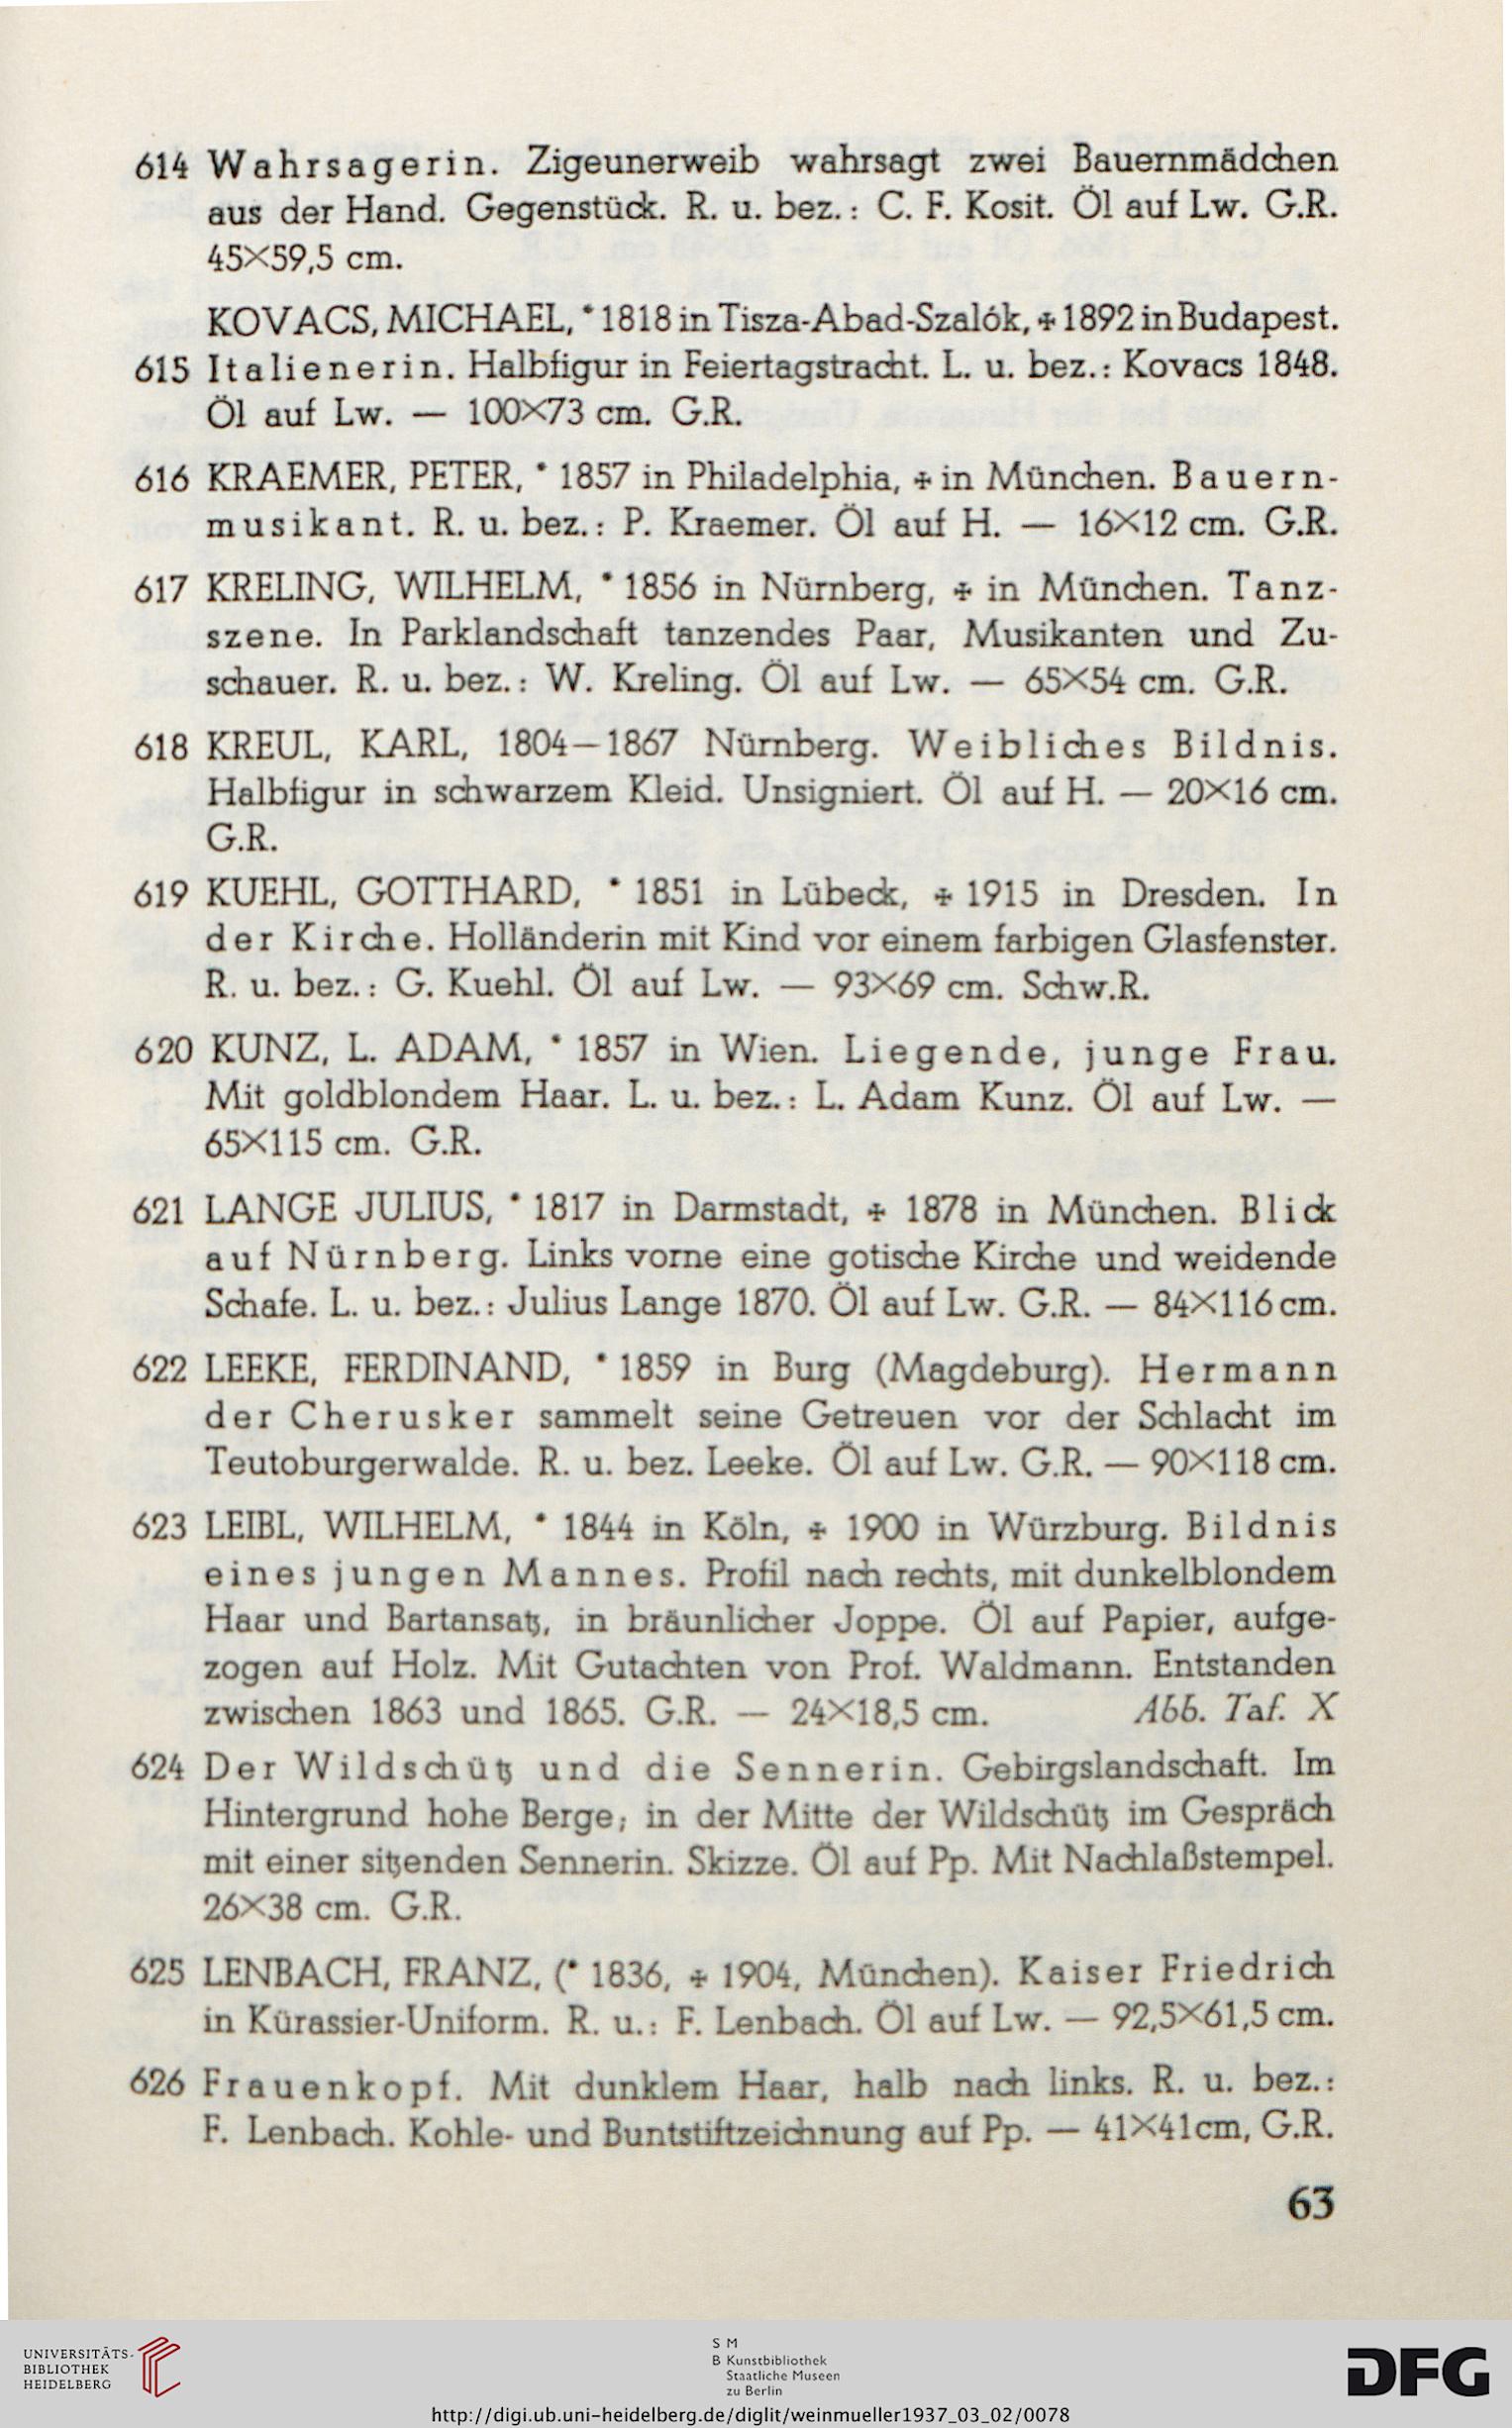 614 Wahrsagerin. Zigeunerweib wahrsagt zwei Bauernmädchen
aus der Hand. Gegenstück. R. u. bez.: C. F. Kosit. Öl auf Lw. G.R.
45×59,5 cm.
KOVACS, MICHAEL, * 1818 in Tisza-Abad-Szalók, ✢ 1892 in Budapest.
615 Italienerin. Halbfigur in Feiertagstracht. L. u. bez.: Kovacs 1848.
Öl auf Lw. — 100×73 cm. G.R.
616 KRAEMER, PETER, * 1857 in Philadelphia, ✢ in München. Bauern-
musikant. R. u. bez.: P. Kraemer. Öl auf H. — 16×12 cm. G.R.
617 KRELING, WILHELM, * 1856 in Nürnberg, ✢ in München. Tanz-
szene. In Parklandschaft tanzendes Paar, Musikanten und Zu-
schauer. R. u. bez.: W. Kreling. Öl auf Lw. — 65×54 cm. G.R.
618 KREUL, KARL, 1804—1867 Nürnberg. Weibliches Bildnis.
Halbfigur in schwarzem Kleid. Unsigniert. Öl auf H. — 20×16 cm.
G.R.
619 KUEHL, GOTTHARD, * 1851 in Lübeck, ✢ 1915 in Dresden. In
der Kirche. Holländerin mit Kind vor einem farbigen Glasfenster.
R. u. bez.: G. Kuehl. Öl auf Lw. — 93×69 cm. Schw.R.
620 KUNZ, L. ADAM, * 1857 in Wien. Liegende, junge Frau.
Mit goldblondem Haar. L. u. bez.: L. Adam Kunz. Öl auf Lw. —
65×115 cm. G.R.
621 LANGE JULIUS, * 1817 in Darmstadt, ✢ 1878 in München. Blick
auf Nürnberg. Links vorne eine gotische Kirche und weidende
Schafe. L. u. bez.: Julius Lange 1870. Öl auf Lw. G.R. — 84×116 cm.
622 LEEKE, FERDINAND, * 1859 in Burg (Magdeburg). Hermann
der Cherusker sammelt seine Getreuen vor der Schlacht im
Teutoburgerwalde. R. u. bez. Leeke. Öl auf Lw. G.R. — 90×118 cm.
623 LEIBL, WILHELM, * 1844 in Köln, ✢ 1900 in Würzburg. Bildnis
eines jungen Mannes. Profil nach rechts, mit dunkelblondem
Haar und Bartansatz, in bräunlicher Joppe. Öl auf Papier, aufge-
zogen auf Holz. Mit Gutachten von Prof. Waldmann. Entstanden
zwischen 1863 und 1865. G.R. — 24×18,5 cm. Abb. Taf. X
624 Der Wildschütz und die Sennerin. Gebirgslandschaft. Im
Hintergrund hohe Berge; in der Mitte der Wildschütz im Gespräch
mit einer sitzenden Sennerin. Skizze. Öl auf Pp. Mit Nachlaßstempel.
26×38 cm. G.R.
625 LENBACH, FRANZ, (* 1836, ✢ 1904, München). Kaiser Friedrich
in Kürassier-Uniform. R. u.: F. Lenbach. Öl auf Lw. — 92,5×61,5 cm.
626 Frauenkopf. Mit dunklem Haar, halb nach links. R. u. bez.:
F. Lenbach. Kohle- und Buntstiftzeichnung auf Pp. — 41×41cm, G.R.
63
UNIVERSITÄTS-
BIBLIOTHEK
HEIDELBERG
S M
B Kunstbibliothek
Staatliche Museen
zu Berlin
DFG
http://digi.ub.uni-heidelberg.de/diglit/weinmueller1937_03_02/0078